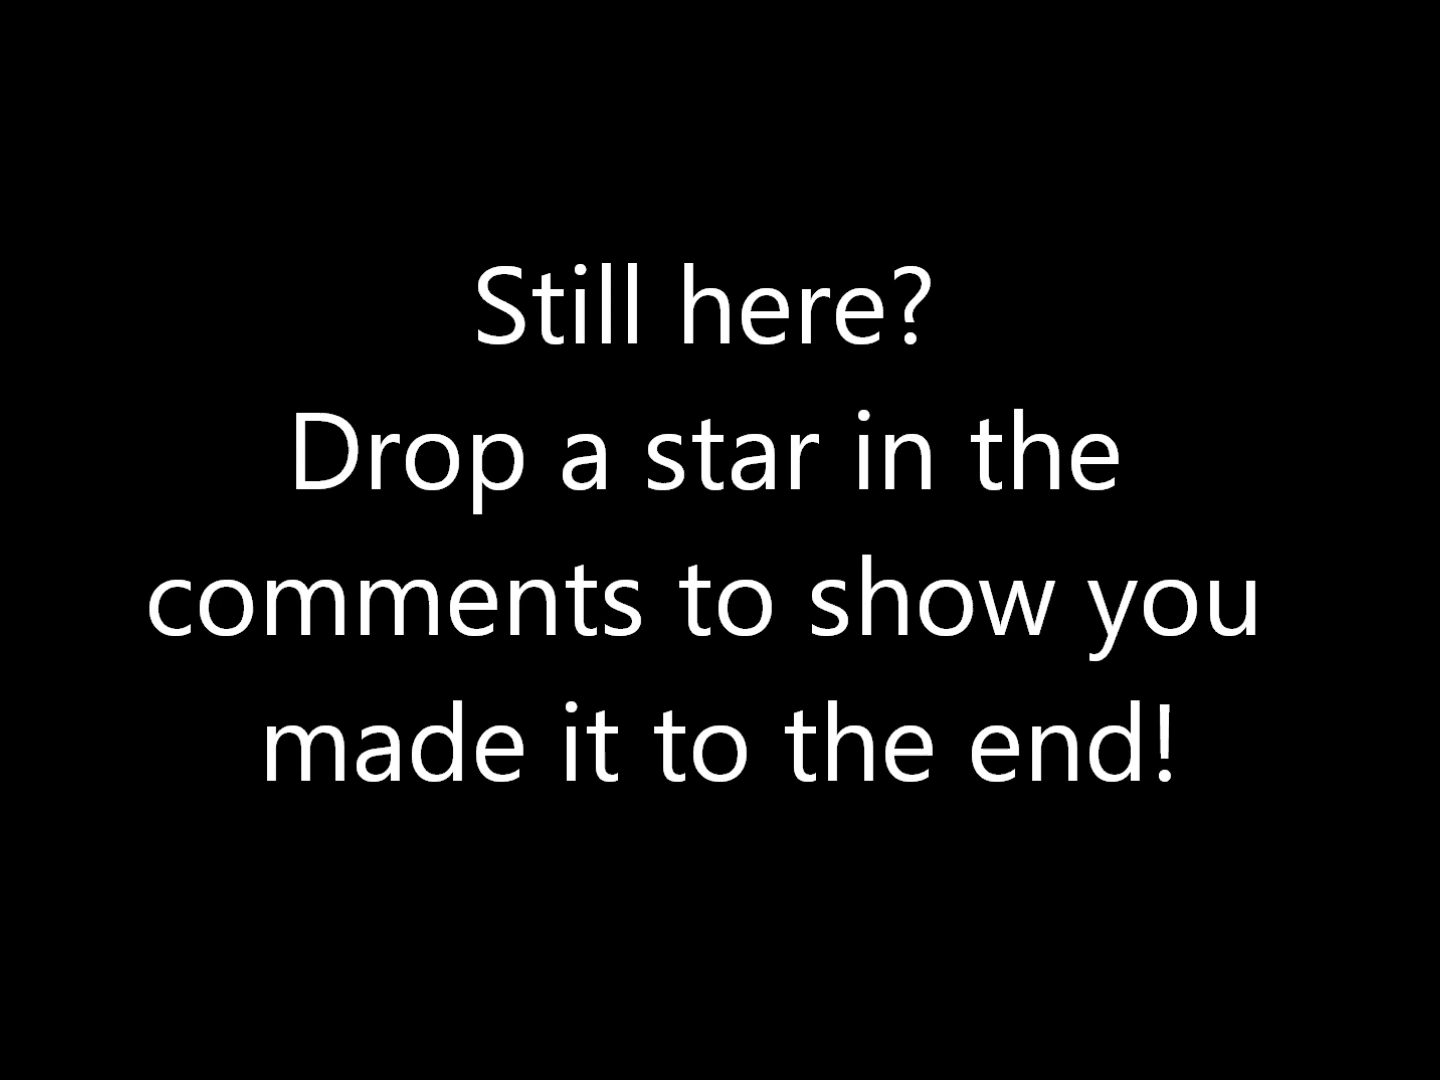 Still here?
Drop a star in the
comments to show you
made it to the end!